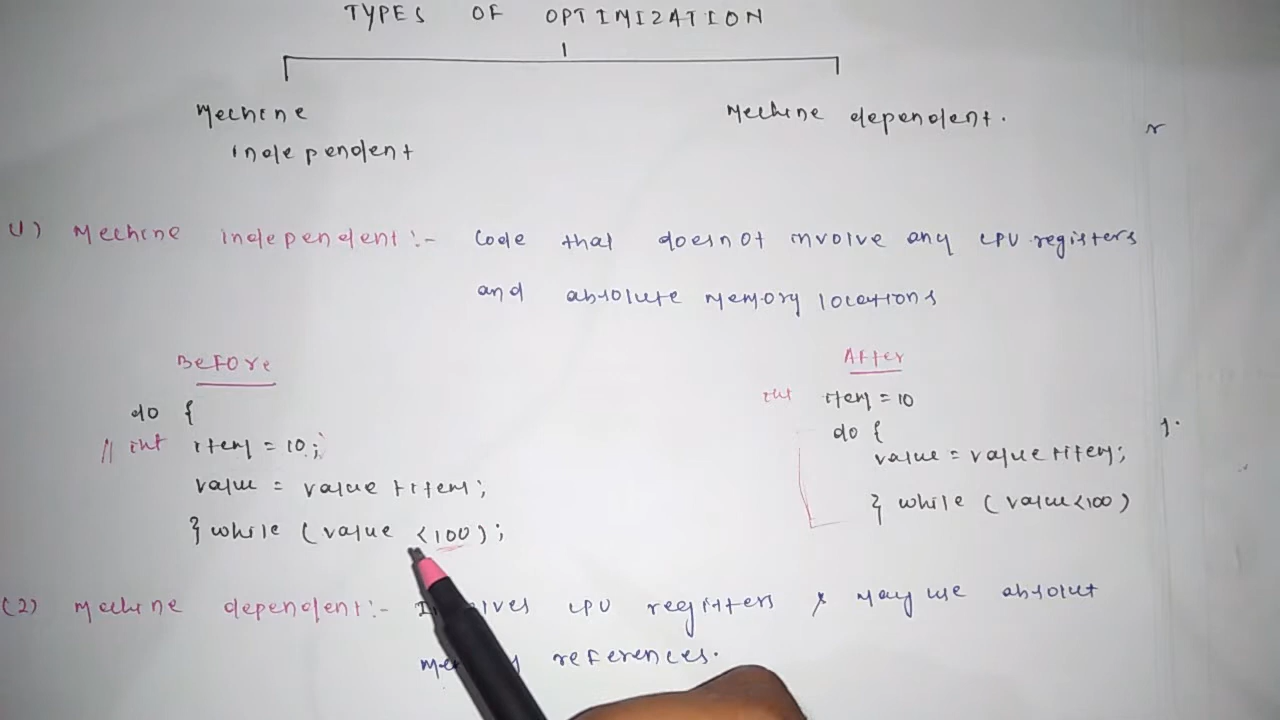 TYPES OF OPTIMIZATION
Mechine independent
Mechine dependent.
(1) Mechine independent :- Code that doesnot involve any CPU registers
and absolute memory locations
Before
do {
// int item = 10;
value = value + item;
} while (value < 100);
After
int item = 10
do {
value = value + item;
} while (value < 100)
(2) Mechine dependent :- CPU registers & may use absolut
references.